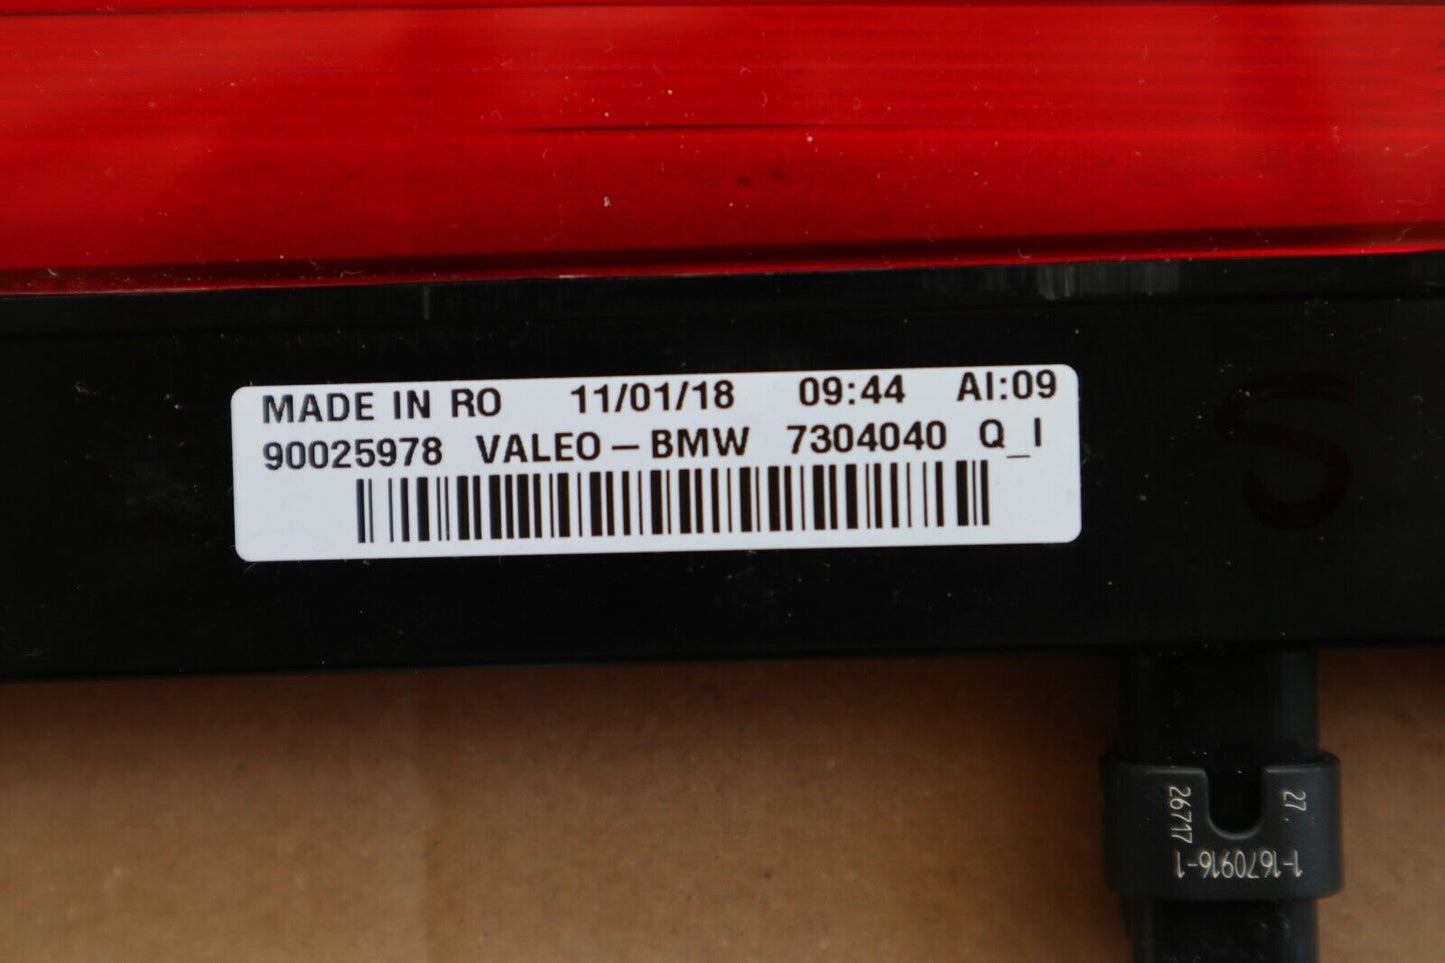 MADE IN RO 11/01/18 09:44 AI:09
90025978 VALEO – BMW 7304040 Q_I
S
27.
26717
1-1670916-1